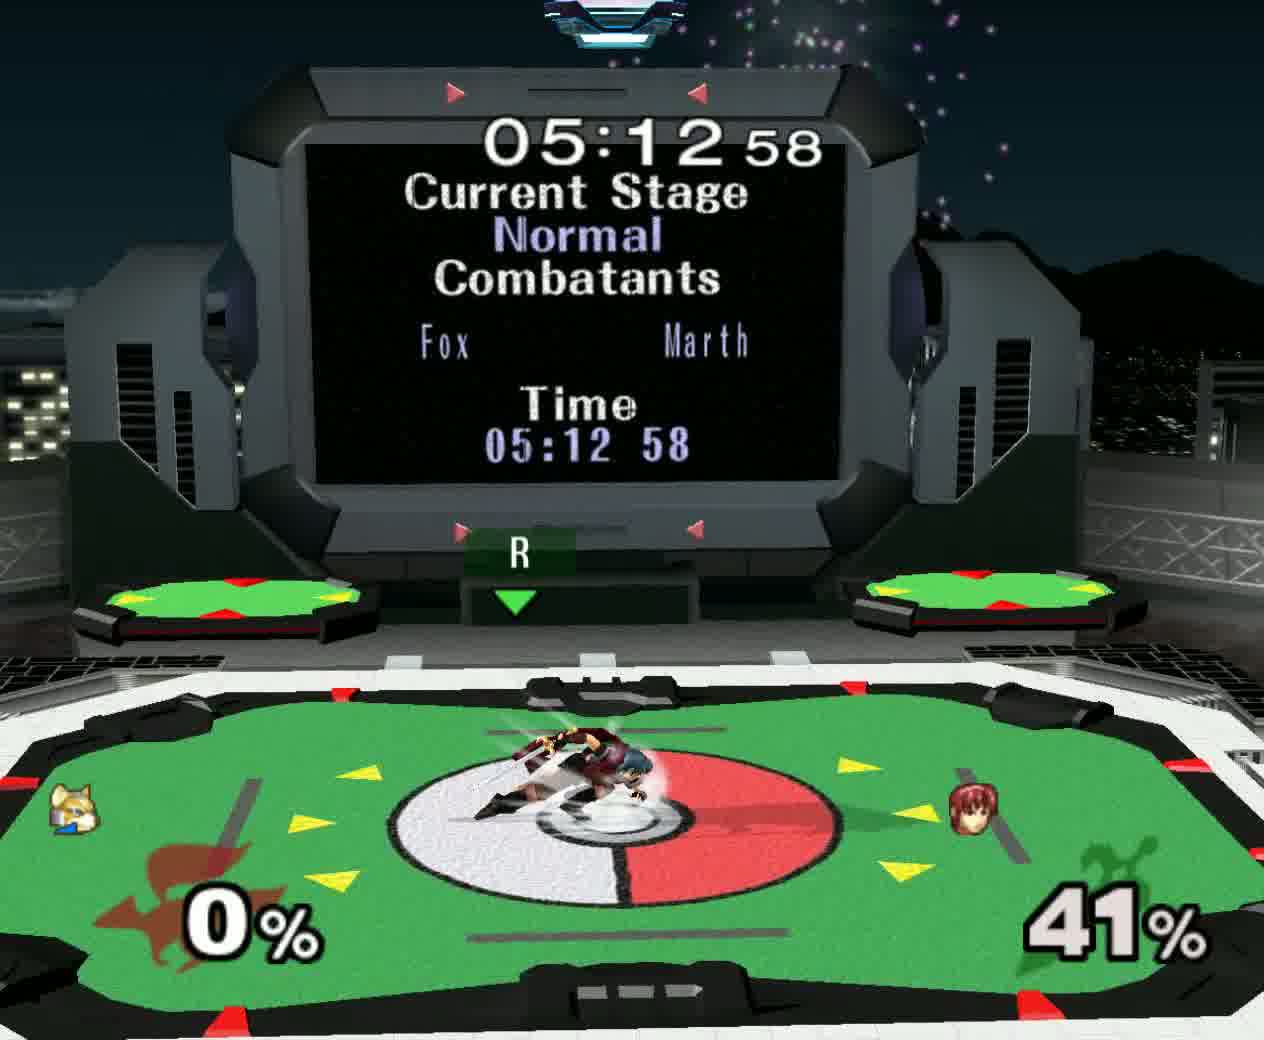 05:12 58
Current Stage
Normal
Combatants
Fox Marth
Time
05:12 58
R
0% 41%